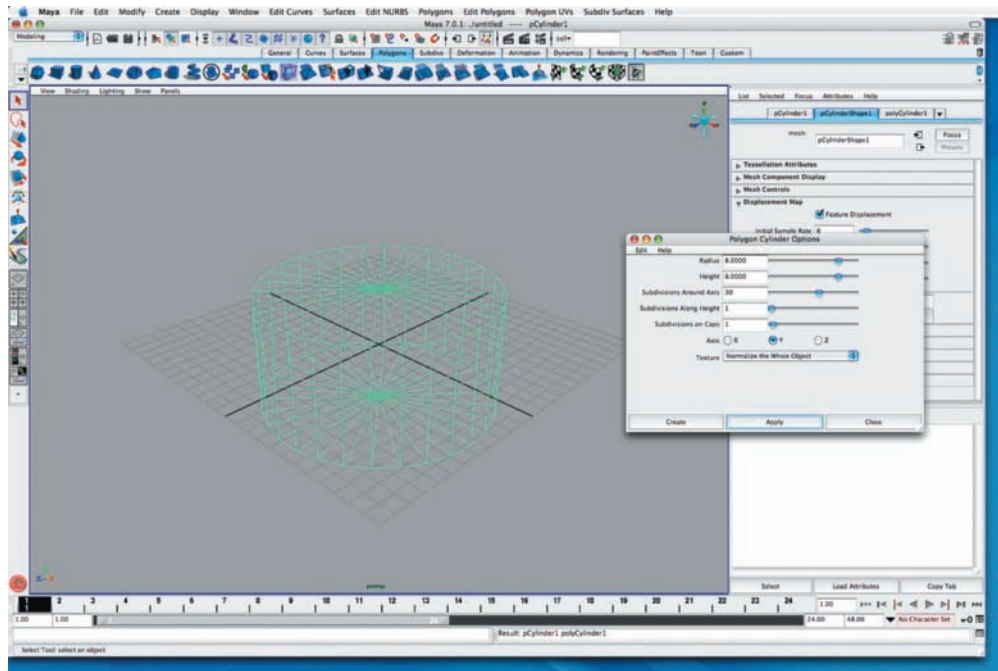 Maya File Edit Modify Create Display Window Edit Curves Surfaces Edit NURBS Polygons Edit Polygons Polygon UVs Subdiv Surfaces Help
Maya 7.0.1: ./untitled --- pCylinder1
Modeling
sel*
General Curves Surfaces Polygons Subdivs Deformation Animation Dynamics Rendering PaintEffects Toon Custom
View Shading Lighting Show Panels
List Selected Focus Attributes Help
pCylinder1 pCylinderShape1 polyCylinder1
mesh: pCylinderShape1 Focus
Presets
Tessellation Attributes
Mesh Component Display
Mesh Controls
Displacement Map
Feature Displacement
Initial Sample Rate 6
Polygon Cylinder Options
Edit Help
Radius 8.0000
Height 8.0000
Subdivisions Around Axis 30
Subdivisions Along Height 1
Subdivisions on Caps 1
Axis X Y Z
Texture Normalize the Whole Object
Create Apply Close
persp
Select Load Attributes Copy Tab
1 2 3 4 5 6 7 8 9 10 11 12 13 14 15 16 17 18 19 20 21 22 23 24 1.00
1.00 1.00 24 24.00 48.00 No Character Set
Result: pCylinder1 polyCylinder1
Select Tool: select an object